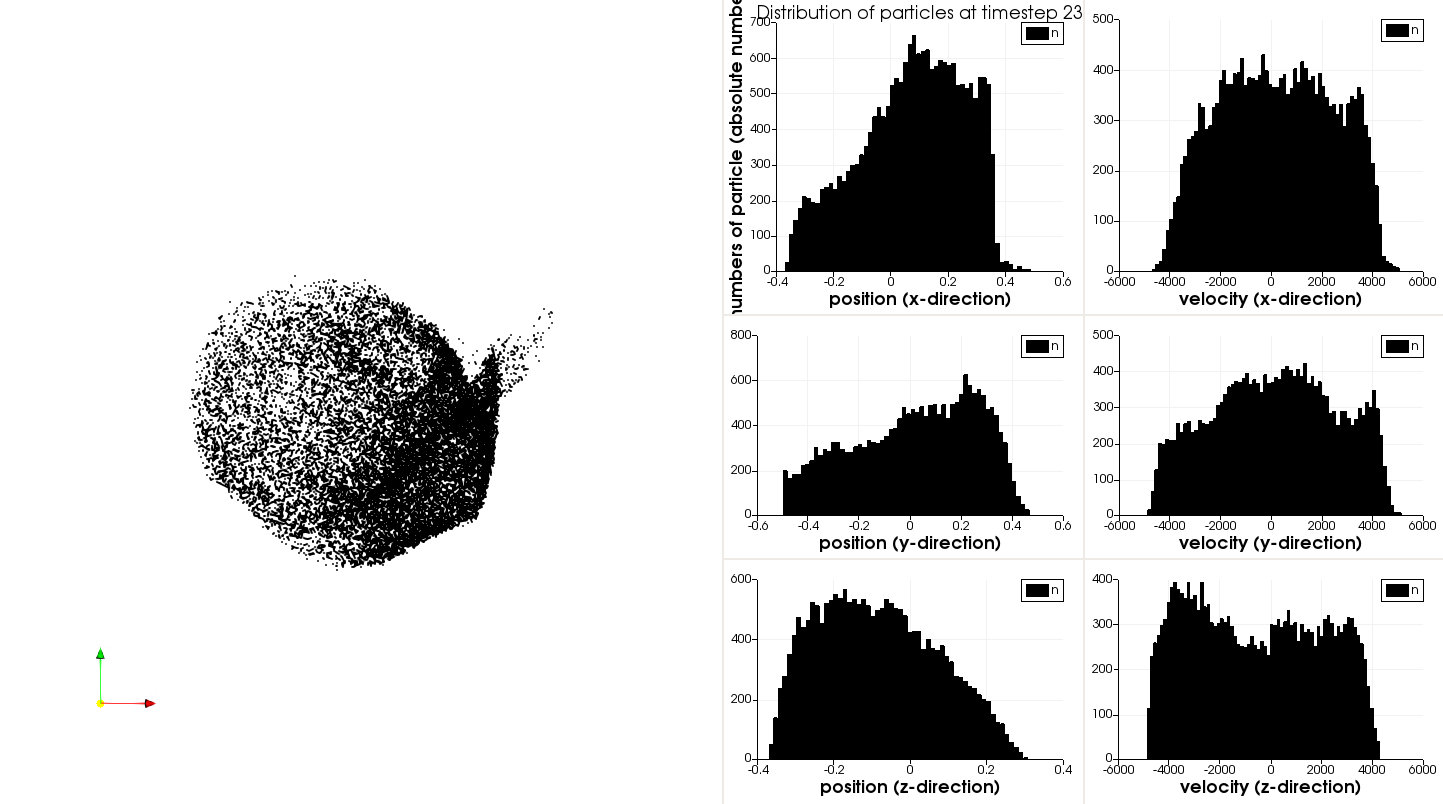 Distribution of particles at timestep 23
numbers of particle (absolute numbe
700
600
500
400
300
200
100
0
-0.4 -0.2 0 0.2 0.4 0.6
position (x-direction)
n
500
400
300
200
100
0
-6000 -4000 -2000 0 2000 4000 6000
velocity (x-direction)
n
800
600
400
200
0
-0.6 -0.4 -0.2 0 0.2 0.4 0.6
position (y-direction)
n
500
400
300
200
100
0
-6000 -4000 -2000 0 2000 4000 6000
velocity (y-direction)
n
600
400
200
0
-0.4 -0.2 0 0.2 0.4
position (z-direction)
n
400
300
200
100
0
-6000 -4000 -2000 0 2000 4000 6000
velocity (z-direction)
n